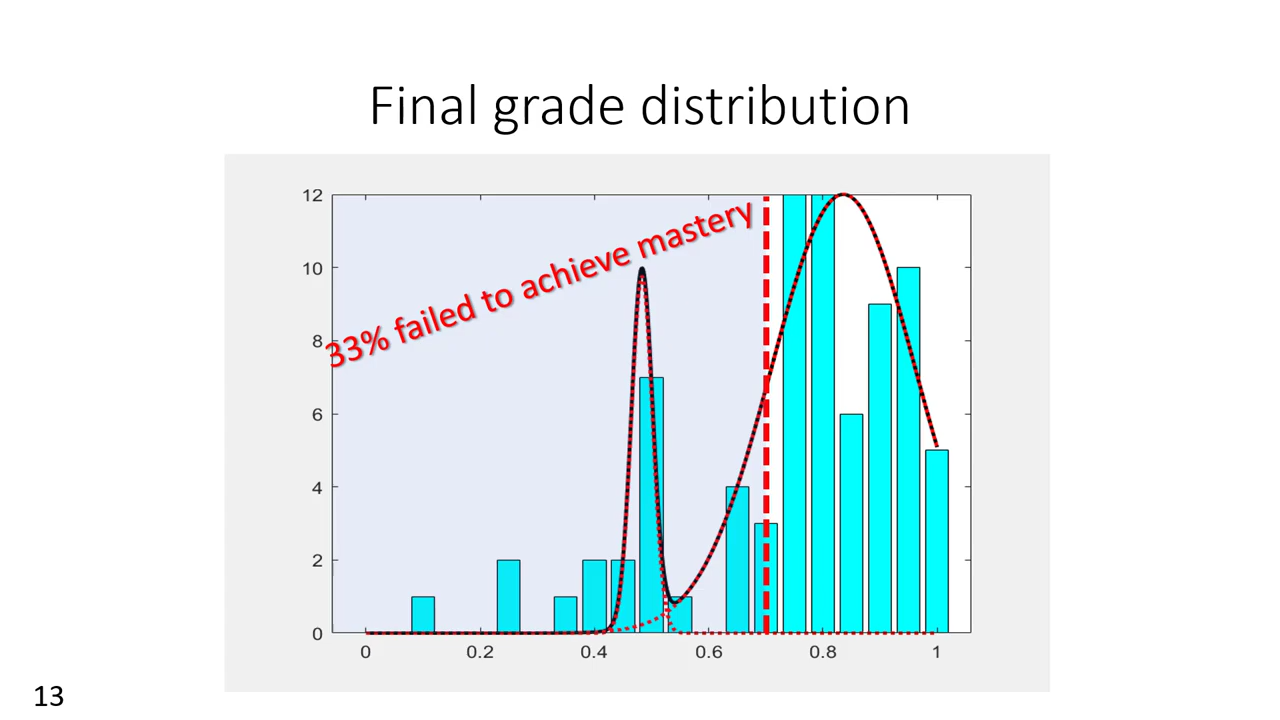 Final grade distribution
12
10
8
6
4
2
0
33% failed to achieve mastery
0 0.2 0.4 0.6 0.8 1
13